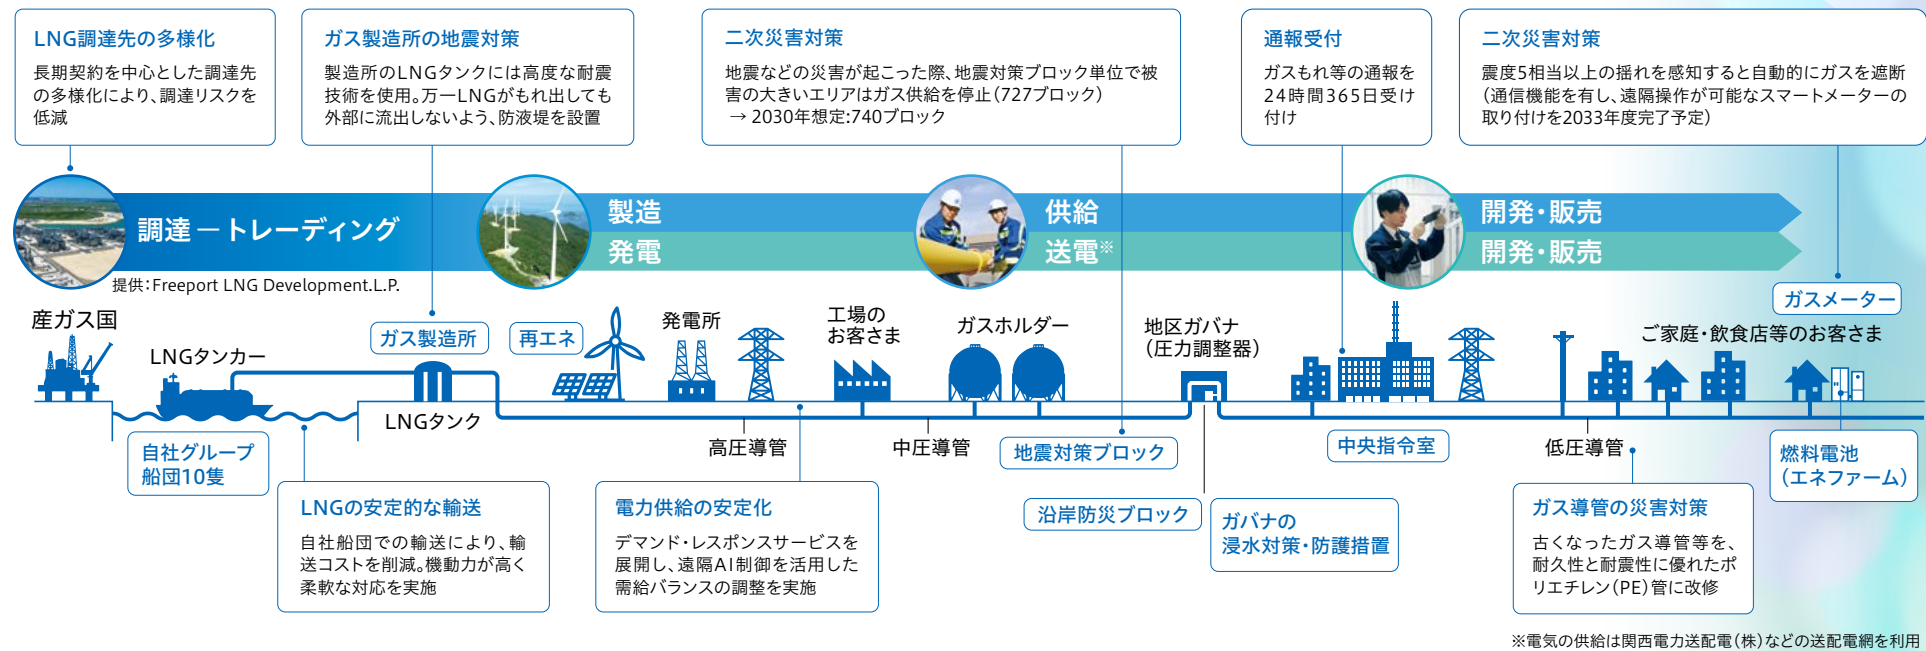 LNG調達先の多様化
長期契約を中心とした調達先
の多様化により、調達リスクを
低減
ガス製造所の地震対策
製造所のLNGタンクには高度な耐震
技術を使用。万一LNGがもれ出しても
外部に流出しないよう、防液堤を設置
二次災害対策
地震などの災害が起こった際、地震対策ブロック単位で被
害の大きいエリアはガス供給を停止(727ブロック)
→ 2030年想定:740ブロック
通報受付
ガスもれ等の通報を
24時間365日受け
付け
二次災害対策
震度5相当以上の揺れを感知すると自動的にガスを遮断
(通信機能を有し、遠隔操作が可能なスマートメーターの
取り付けを2033年度完了予定)
調達－トレーディング
製造
発電
供給
送電※
開発・販売
開発・販売
提供:Freeport LNG Development.L.P.
産ガス国
LNGタンカー
ガス製造所
再エネ
発電所
工場の
お客さま
ガスホルダー
地区ガバナ
(圧力調整器)
ガスメーター
ご家庭・飲食店等のお客さま
LNGタンク
自社グループ
船団10隻
高圧導管
中圧導管
地震対策ブロック
中央指令室
低圧導管
燃料電池
(エネファーム)
沿岸防災ブロック
ガバナの
浸水対策・防護措置
LNGの安定的な輸送
自社船団での輸送により、輸
送コストを削減。機動力が高く
柔軟な対応を実施
電力供給の安定化
デマンド・レスポンスサービスを
展開し、遠隔AI制御を活用した
需給バランスの調整を実施
ガス導管の災害対策
古くなったガス導管等を、
耐久性と耐震性に優れたポ
リエチレン(PE)管に改修
※電気の供給は関西電力送配電(株)などの送配電網を利用